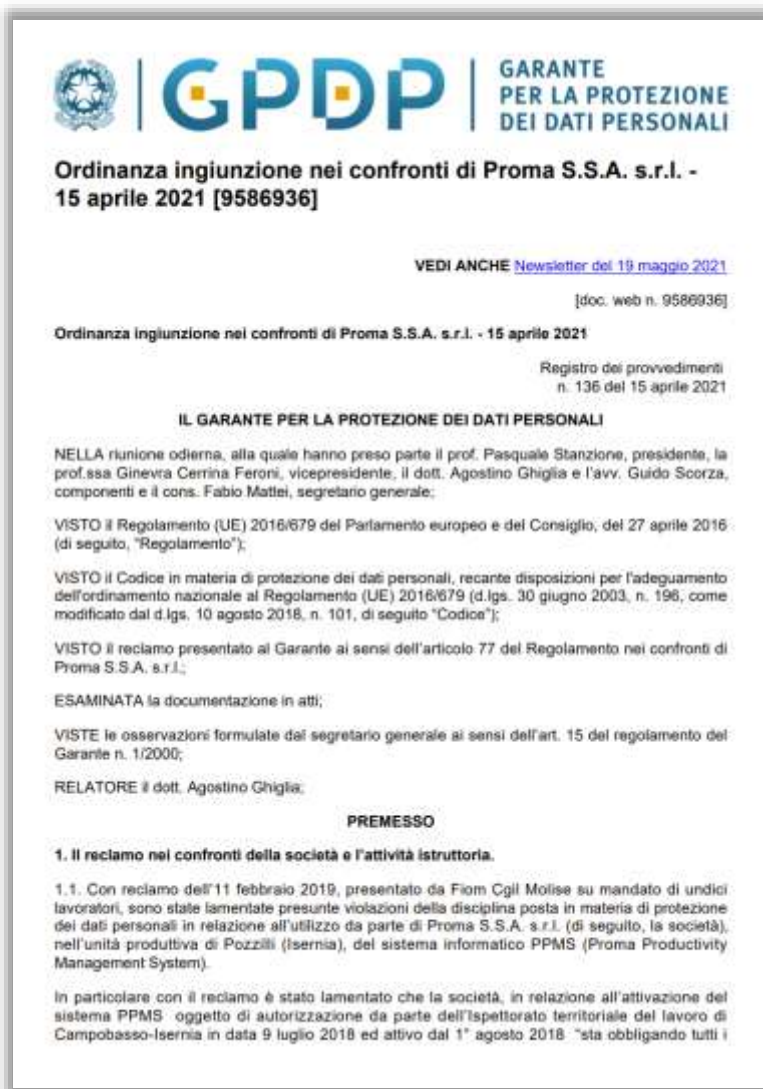 GPDP
GARANTE
PER LA PROTEZIONE
DEI DATI PERSONALI
Ordinanza ingiunzione nei confronti di Proma S.S.A. s.r.l. -
15 aprile 2021 [9586936]
VEDI ANCHE Newsletter del 19 maggio 2021
[doc. web n. 9586936]
Ordinanza ingiunzione nei confronti di Proma S.S.A. s.r.l. - 15 aprile 2021
Registro dei provvedimenti
n. 136 del 15 aprile 2021
IL GARANTE PER LA PROTEZIONE DEI DATI PERSONALI
NELLA riunione odierna, alla quale hanno preso parte il prof. Pasquale Stanzione, presidente, la
prof.ssa Ginevra Cerrina Feroni, vicepresidente, il dott. Agostino Ghiglia e l'avv. Guido Scorza,
componenti e il cons. Fabio Mattei, segretario generale;
VISTO il Regolamento (UE) 2016/679 del Parlamento europeo e del Consiglio, del 27 aprile 2016
(di seguito, "Regolamento");
VISTO il Codice in materia di protezione dei dati personali, recante disposizioni per l'adeguamento
dell'ordinamento nazionale al Regolamento (UE) 2016/679 (d.lgs. 30 giugno 2003, n. 196, come
modificato dal d.lgs. 10 agosto 2018, n. 101, di seguito "Codice");
VISTO il reclamo presentato al Garante ai sensi dell'articolo 77 del Regolamento nei confronti di
Proma S.S.A. s.r.l.;
ESAMINATA la documentazione in atti;
VISTE le osservazioni formulate dal segretario generale ai sensi dell'art. 15 del regolamento del
Garante n. 1/2000;
RELATORE il dott. Agostino Ghiglia;
PREMESSO
1. Il reclamo nei confronti della società e l'attività istruttoria.
1.1. Con reclamo dell'11 febbraio 2019, presentato da Fiom Cgil Molise su mandato di undici
lavoratori, sono state lamentate presunte violazioni della disciplina posta in materia di protezione
dei dati personali in relazione all'utilizzo da parte di Proma S.S.A. s.r.l. (di seguito, la società),
nell'unità produttiva di Pozzilli (Isernia), del sistema informatico PPMS (Proma Productivity
Management System).
In particolare con il reclamo è stato lamentato che la società, in relazione all'attivazione del
sistema PPMS oggetto di autorizzazione da parte dell'Ispettorato territoriale del lavoro di
Campobasso-Isernia in data 9 luglio 2018 ed attivo dal 1° agosto 2018 "sta obbligando tutti i